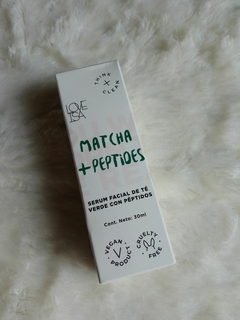 THINK CLEAN
LOVE
ISA
MATCHA
+PEPTIDES
SERUM FACIAL DE TÉ
VERDE CON PÉPTIDOS
Cont. Neto: 30ml
VEGAN PRODUCT
CRUELTY FREE